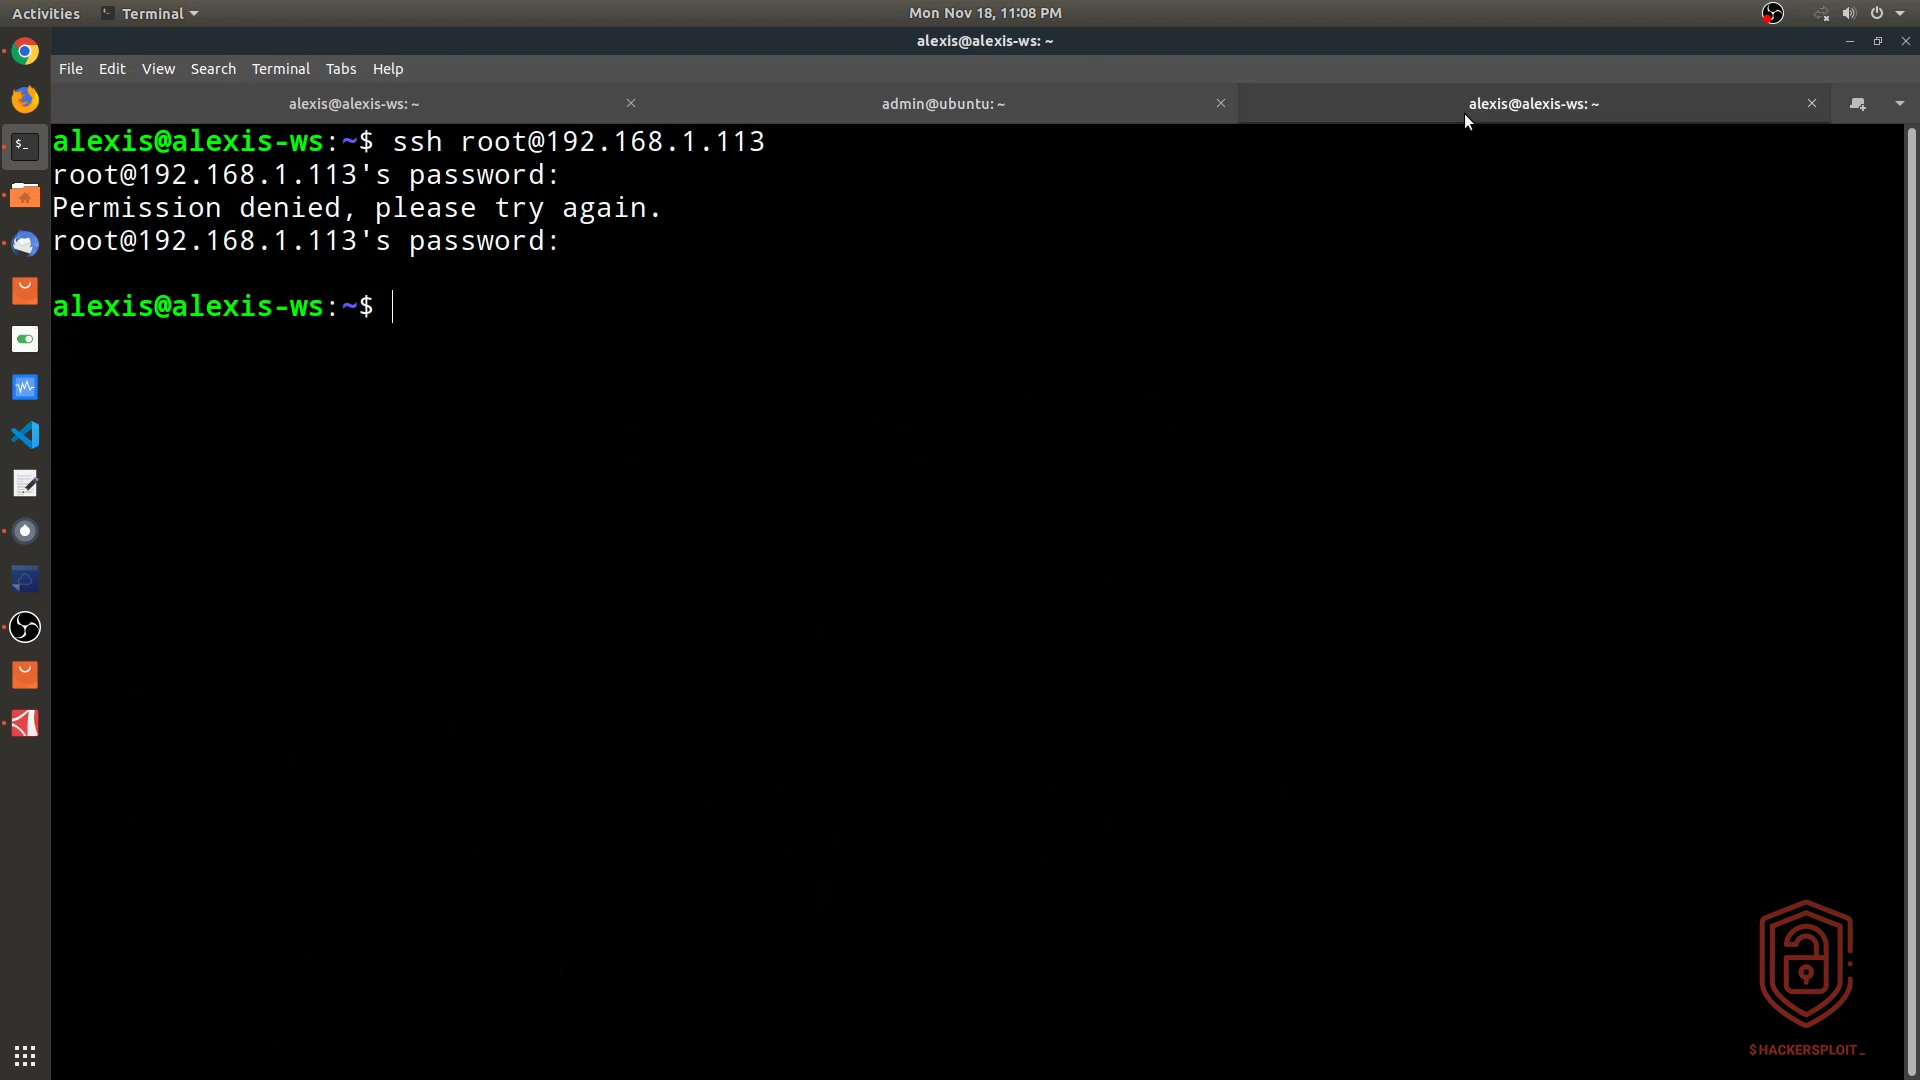 Activities Terminal Mon Nov 18, 11:08 PM
alexis@alexis-ws: ~
File Edit View Search Terminal Tabs Help
alexis@alexis-ws: ~ admin@ubuntu: ~ alexis@alexis-ws: ~
alexis@alexis-ws:~$ ssh root@192.168.1.113
root@192.168.1.113's password:
Permission denied, please try again.
root@192.168.1.113's password:
alexis@alexis-ws:~$
$HACKERSPLOIT_